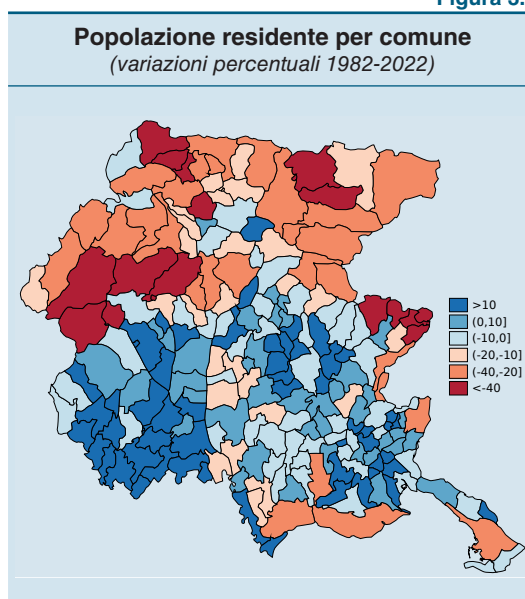 Figura 3.
Popolazione residente per comune
(variazioni percentuali 1982-2022)
>10
(0,10]
(-10,0]
(-20,-10]
(-40,-20]
<-40